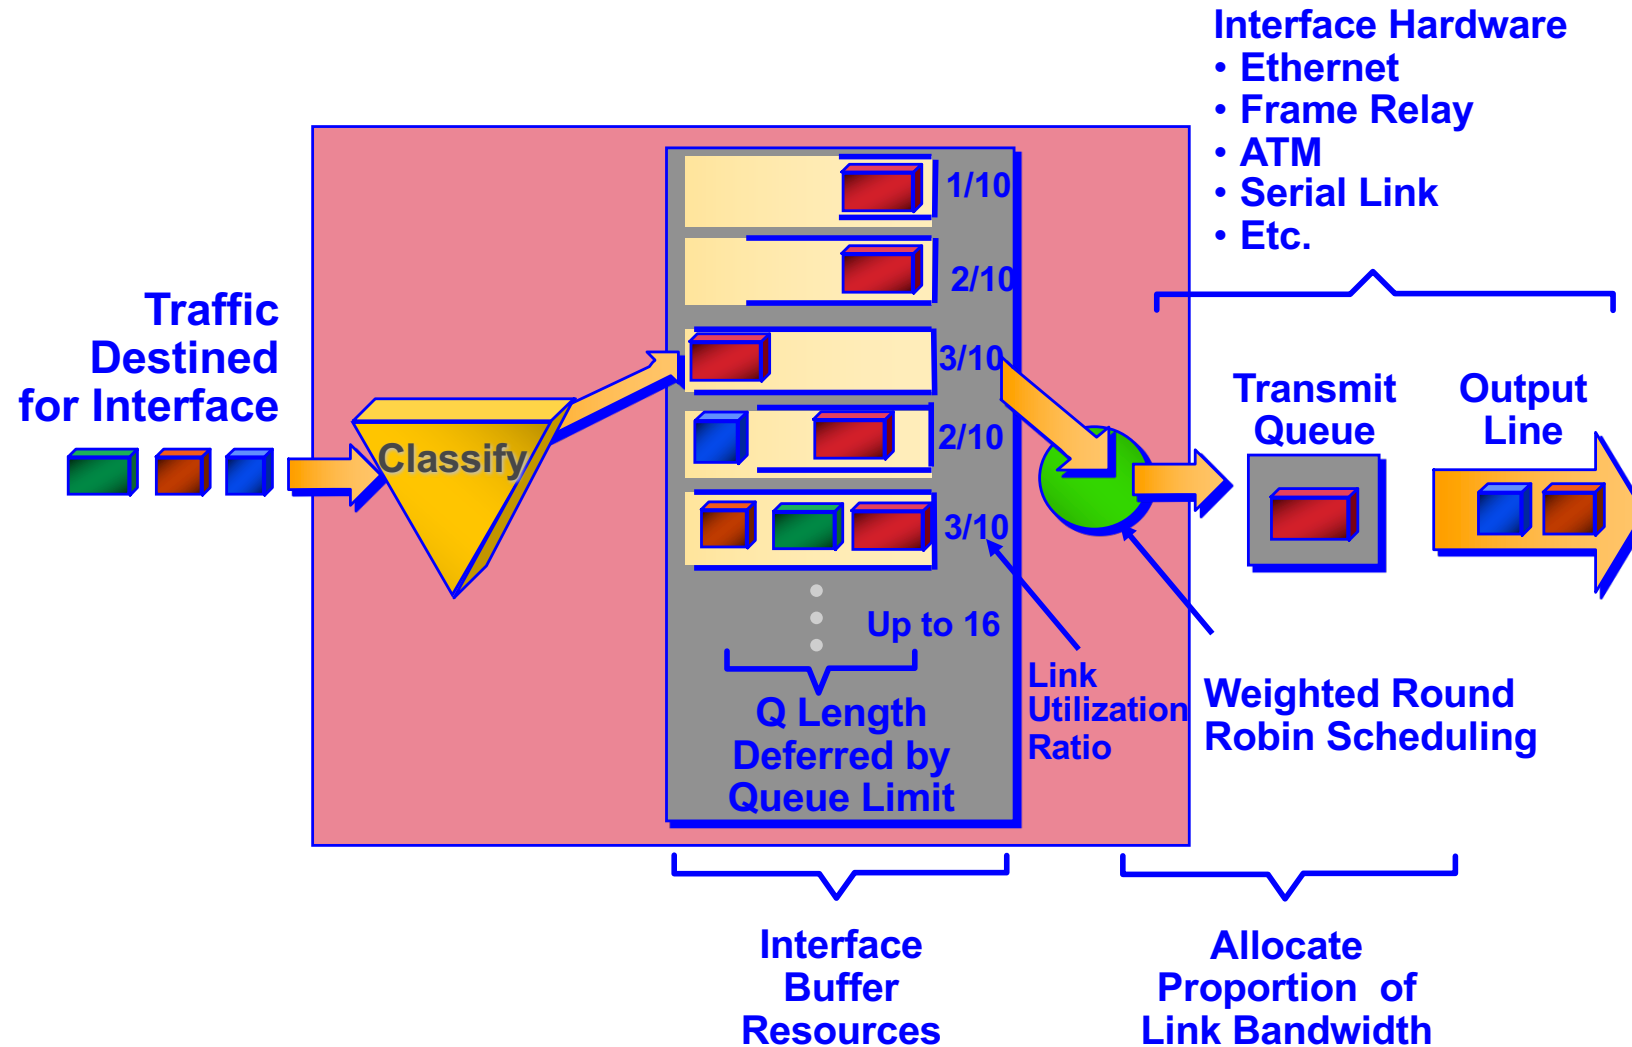 Interface Hardware
• Ethernet
• Frame Relay
• ATM
• Serial Link
• Etc.
Traffic
Destined
for Interface
Classify
1/10
2/10
3/10
2/10
3/10
Up to 16
Q Length
Deferred by
Queue Limit
Link
Utilization
Ratio
Transmit
Queue
Output
Line
Weighted Round
Robin Scheduling
Interface
Buffer
Resources
Allocate
Proportion of
Link Bandwidth